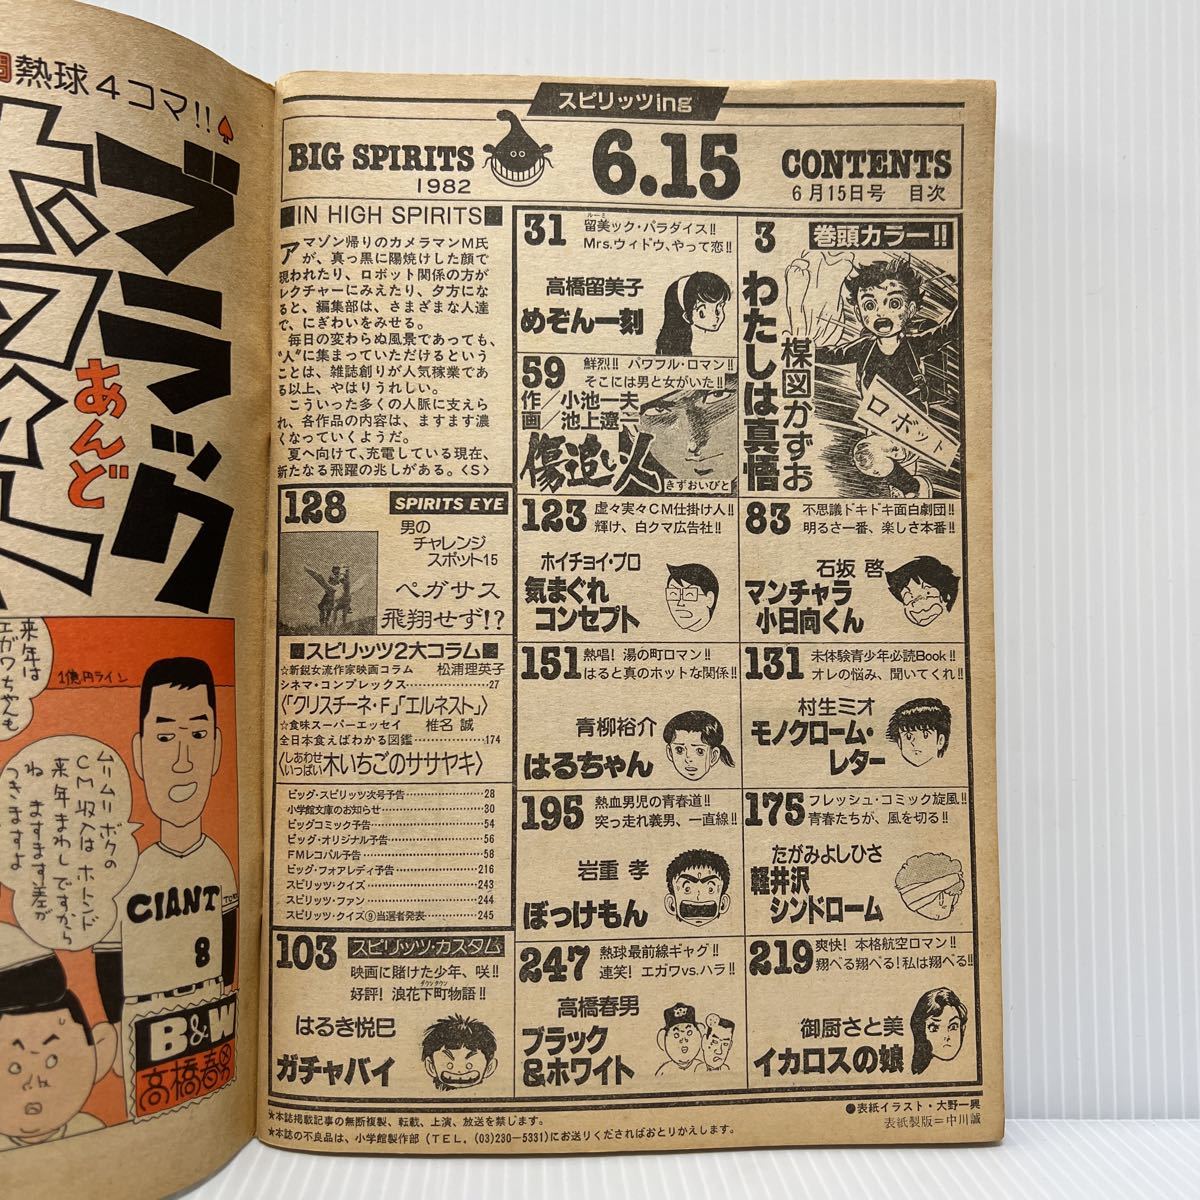 熱球4コマ!!♠
ブラック
あんど
来年は
エガワちゃんも
1億円ライン
ムリムリボクの
CM収入はホトンド
来年まわしですから
ね ますます差が
つきますよ
GIANT
8
B&W
高橋春男
スピリッツing
BIG SPIRITS
1982
6.15
CONTENTS
6月15日号 目次
■IN HIGH SPIRITS■
アマゾン帰りのカメラマンM氏
が、真っ黒に陽焼けした顔で
現われたり、ロボット関係の方が
レクチャーにみえたり、夕方にな
ると、編集部は、さまざまな人達
で、にぎわいをみせる。
毎日の変わらぬ風景であっても、
"人"に集まっていただけるという
ことは、雑誌創りが人気稼業であ
る以上、やはりうれしい。
こういった多くの人脈に支えら
れ、各作品の内容は、ますます濃
くなっていくようだ。
夏へ向けて、充電している現在、
新たなる飛躍の兆しがある。〈S〉
128
SPIRITS EYE
男の
チャレンジ
スポット15
ペガサス
飛翔せず!?
■スピリッツ2大コラム■
☆新鋭女流作家映画コラム 松浦理英子
シネマ・コンプレックス……27
〈「クリスチーネ・F」「エルネスト」〉
☆食味スーパーエッセイ 椎名 誠
全日本食えばわかる図鑑……174
〈しあわせいっぱい木いちごのササヤキ〉
ビッグ・スピリッツ次号予告……28
小学館文庫のお知らせ……30
ビッグコミック予告……54
ビッグ・オリジナル予告……56
FMレコパル予告……58
ビッグ・フォアレディ予告……216
スピリッツ・クイズ……243
スピリッツ・ファン……244
スピリッツ・クイズ⑨当選者発表……245
103
スピリッツ・カスタム
映画に賭けた少年、咲!!
好評!浪花下町物語!!
ダウンタウン
はるき悦巳
ガチャバイ
3
巻頭カラー!!
わたしは真悟
楳図かずお
ロボット
31
ルーミ
留美ック・パラダイス!!
Mrs.ウィドウ、やって恋!!
高橋留美子
めぞん一刻
59
鮮烈!! パワフル・ロマン!!
そこには男と女がいた!!
作/小池一夫
画/池上遼一
傷追い人
きずおいびと
83
不思議ドキドキ面白劇団!!
明るさ一番、楽しさ本番!!
石坂 啓
マンチャラ
小日向くん
123
虚々実々CM仕掛け人!!
輝け、白クマ広告社!!
ホイチョイ・プロ
気まぐれ
コンセプト
131
未体験青少年必読Book!!
オレの悩み、聞いてくれ!!
村生ミオ
モノクローム・
レター
151
熱唱!湯の町ロマン!!
はると真のホットな関係!!
青柳裕介
はるちゃん
175
フレッシュ・コミック旋風!!
青春たちが、風を切る!!
たがみよしひさ
軽井沢
シンドローム
195
熱血男児の青春道!!
突っ走れ義男、一直線!!
岩重 孝
ぼっけもん
219
爽快!本格航空ロマン!!
翔べる翔べる!私は翔べる!!
御厨さと美
イカロスの娘
247
熱球最前線ギャグ!!
連笑!エガワvs.ハラ!!
高橋春男
ブラック
&ホワイト
★本誌掲載記事の無断複製、転載、上演、放送を禁じます。
★本誌の不良品は、小学館製作部(TEL.(03)230-5331)にお送りくださればおとりかえします。
●表紙イラスト・大野一興
表紙製版=中川誠